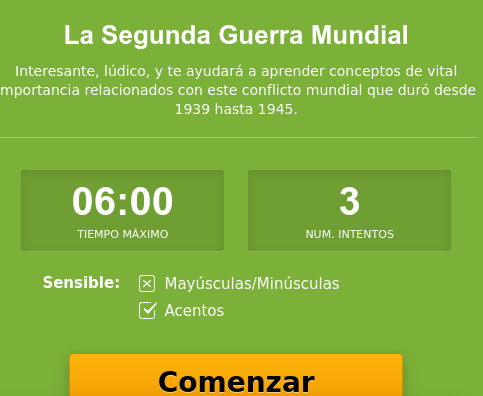 La Segunda Guerra Mundial
Interesante, lúdico, y te ayudará a aprender conceptos de vital
mportancia relacionados con este conflicto mundial que duró desde
1939 hasta 1945.
06:00
TIEMPO MÁXIMO
3
NUM. INTENTOS
Sensible:
Mayúsculas/Minúsculas
Acentos
Comenzar